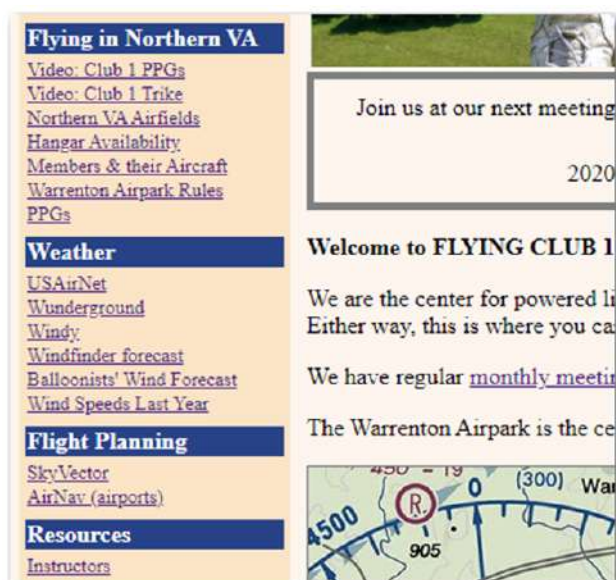 Flying in Northern VA
Video: Club 1 PPGs
Video: Club 1 Trike
Northern VA Airfields
Hangar Availability
Members & their Aircraft
Warrenton Airpark Rules
PPGs
Weather
USAirNet
Wunderground
Windy
Windfinder forecast
Balloonists' Wind Forecast
Wind Speeds Last Year
Flight Planning
SkyVector
AirNav (airports)
Resources
Instructors
Join us at our next meeting
2020
Welcome to FLYING CLUB 1
We are the center for powered li
Either way, this is where you ca
We have regular monthly meetin
The Warrenton Airpark is the ce
450 – 19
0
(300)
War
R
4500
905